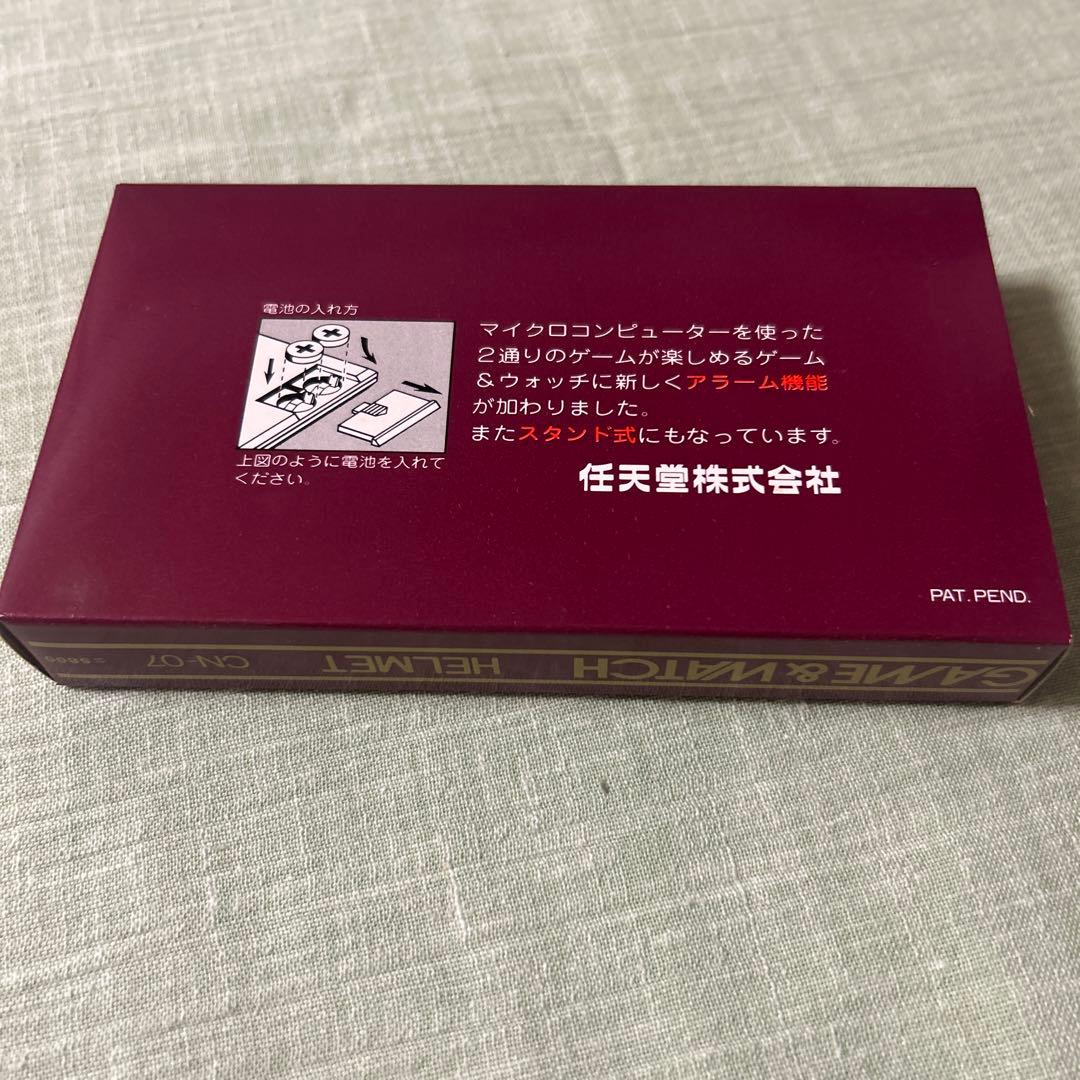 電池の入れ方
上図のように電池を入れて
ください。
マイクロコンピューターを使った
2通りのゲームが楽しめるゲーム
&ウォッチに新しくアラーム機能
が加わりました。
またスタンド式にもなっています。
任天堂株式会社
PAT. PEND.
GAME&WATCH HELMET CN-07